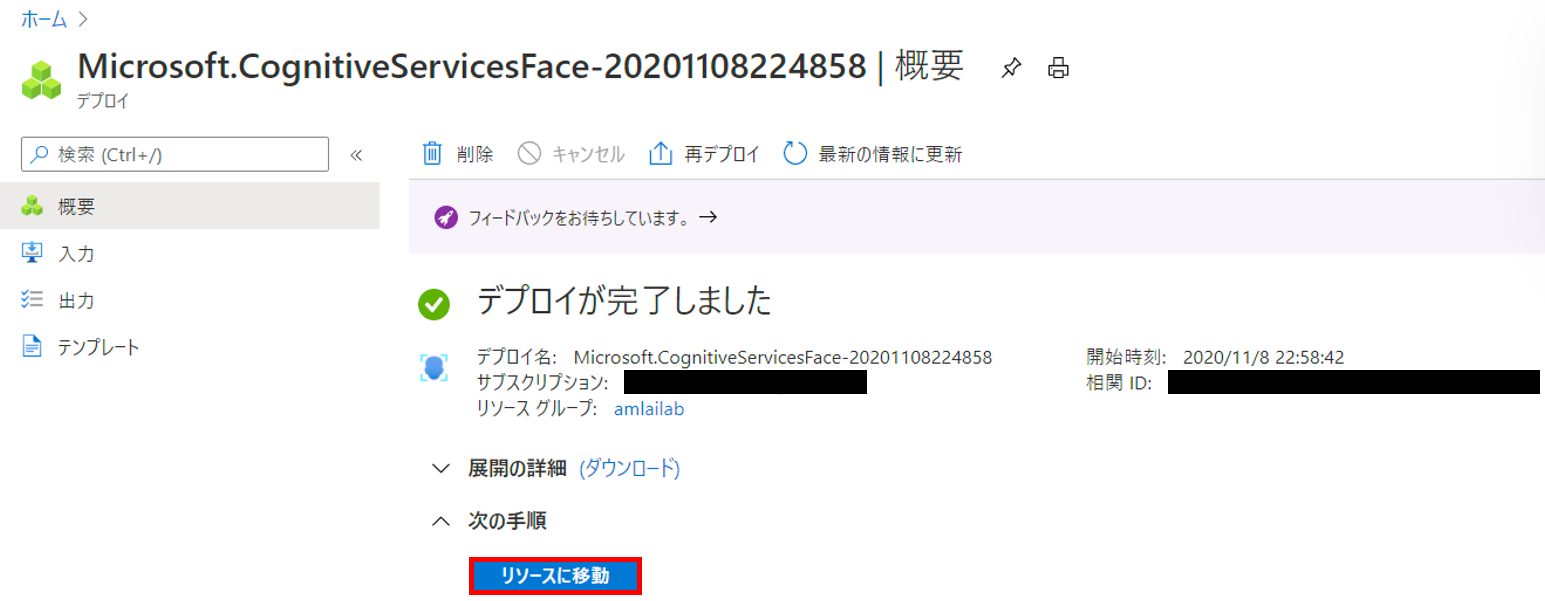 ホーム >
Microsoft.CognitiveServicesFace-20201108224858 | 概要
デプロイ
検索 (Ctrl+/) «
削除 キャンセル 再デプロイ 最新の情報に更新
概要
フィードバックをお待ちしています。 →
入力
出力
テンプレート
デプロイが完了しました
デプロイ名: Microsoft.CognitiveServicesFace-20201108224858 開始時刻: 2020/11/8 22:58:42
サブスクリプション: 相関 ID:
リソース グループ: amlailab
展開の詳細 (ダウンロード)
次の手順
リソースに移動